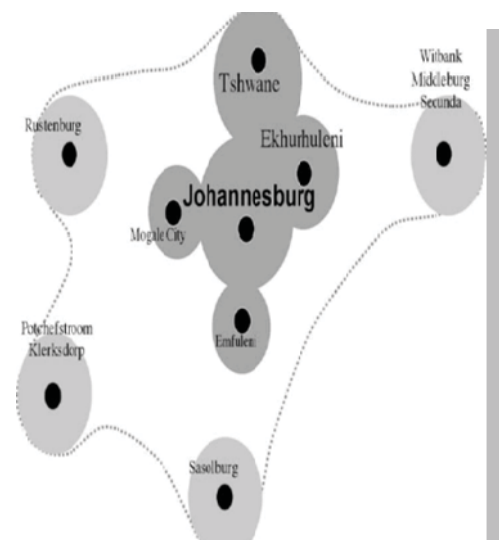 Witbank
Middleburg
Secunda
Tshwane
Rustenburg
Ekhurhuleni
Johannesburg
Mogale City
Emfuleni
Potchefstroom
Klerksdorp
Sasolburg